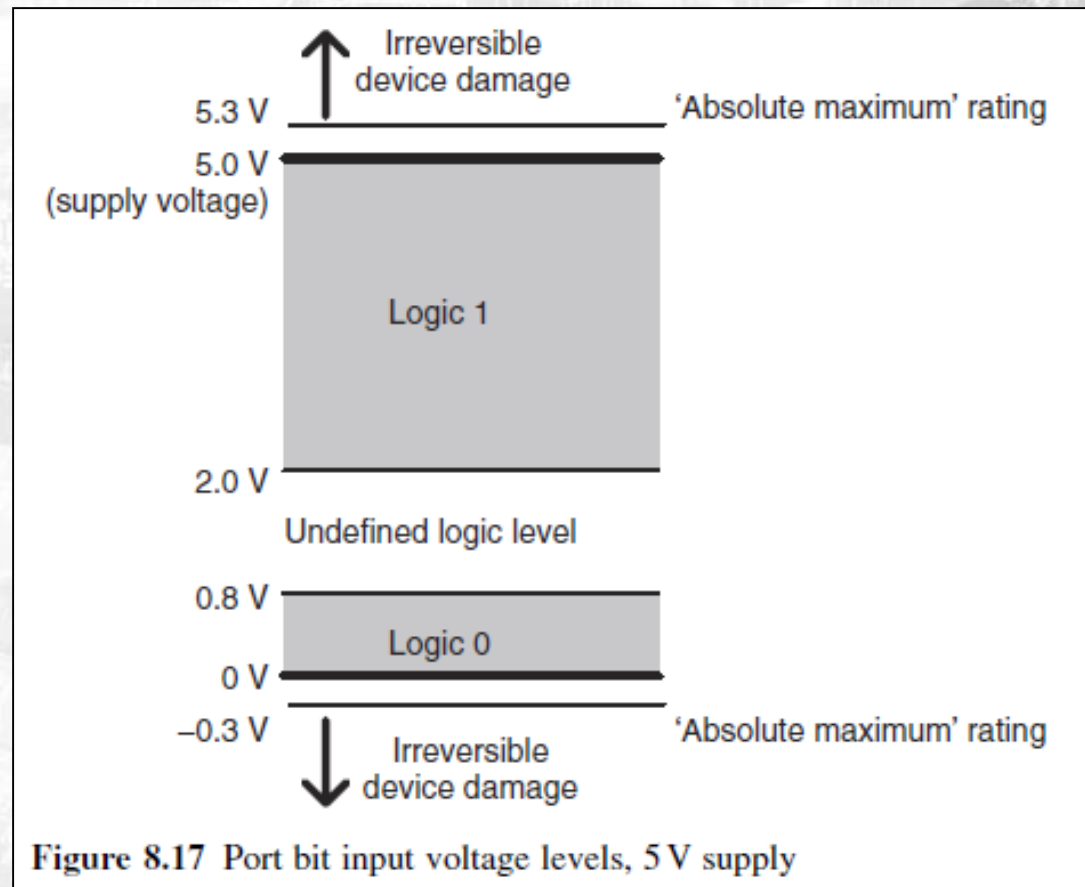 Irreversible
device damage
5.3 V
'Absolute maximum' rating
5.0 V
(supply voltage)
Logic 1
2.0 V
Undefined logic level
0.8 V
Logic 0
0 V
–0.3 V
'Absolute maximum' rating
Irreversible
device damage
Figure 8.17 Port bit input voltage levels, 5 V supply